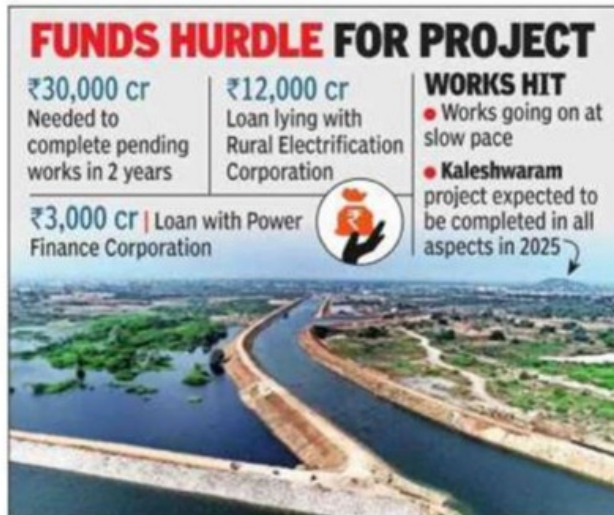 FUNDS HURDLE FOR PROJECT
₹30,000 cr
Needed to
complete pending
works in 2 years
₹12,000 cr
Loan lying with
Rural Electrification
Corporation
₹3,000 cr | Loan with Power
Finance Corporation
₹
WORKS HIT
● Works going on at
slow pace
● Kaleshwaram
project expected to
be completed in all
aspects in 2025